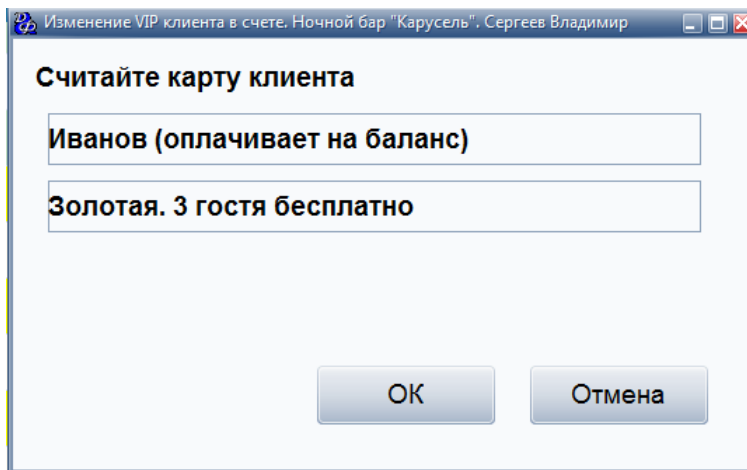 Изменение VIP клиента в счете. Ночной бар "Карусель". Сергеев Владимир
Считайте карту клиента
Иванов (оплачивает на баланс)
Золотая. 3 гостя бесплатно
ОК
Отмена